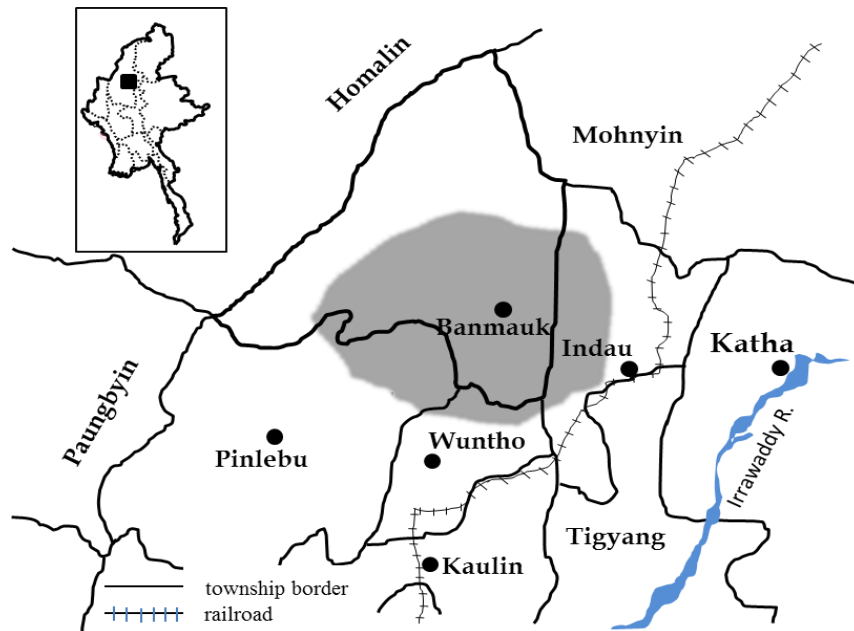 Homalin
Mohnyin
Banmauk
Indau
Katha
Paungbyin
Pinlebu
Wuntho
Irrawaddy R.
Tigyang
Kaulin
township border
railroad